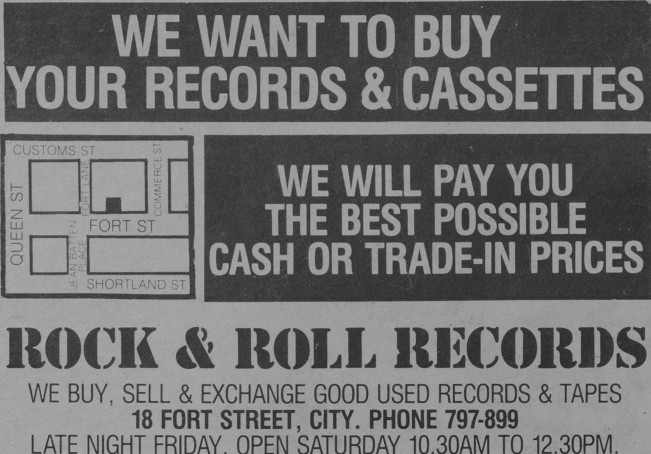 WE WANT TO BUY
YOUR RECORDS & CASSETTES
CUSTOMS ST
QUEEN ST
FORT LANE
COMMERCE ST
FORT ST
JEAN BATTEN
PLACE
SHORTLAND ST
WE WILL PAY YOU
THE BEST POSSIBLE
CASH OR TRADE-IN PRICES
ROCK & ROLL RECORDS
WE BUY, SELL & EXCHANGE GOOD USED RECORDS & TAPES
18 FORT STREET, CITY. PHONE 797-899
LATE NIGHT FRIDAY. OPEN SATURDAY 10.30AM TO 12.30PM.